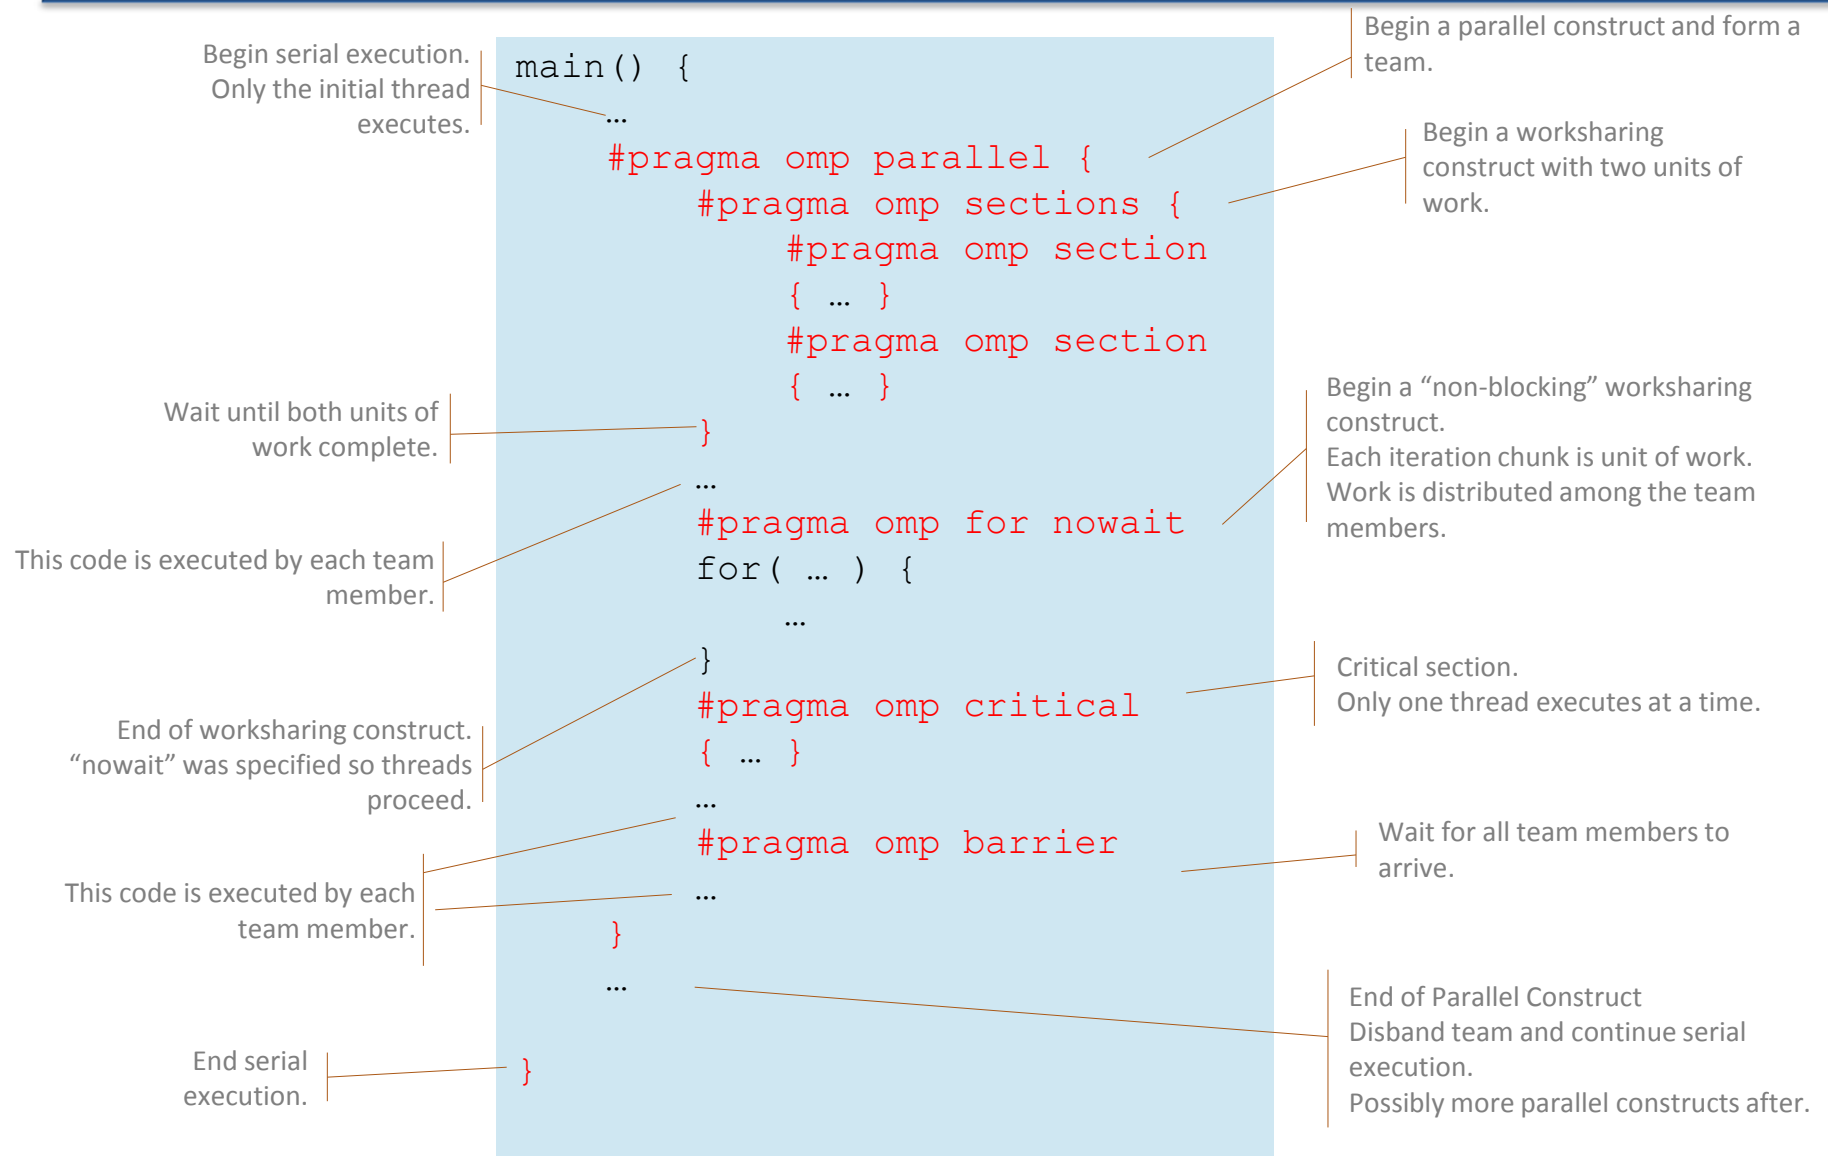 Begin serial execution.
Only the initial thread
executes.
Begin a parallel construct and form a
team.
Begin a worksharing
construct with two units of
work.
main() {
…
#pragma omp parallel {
#pragma omp sections {
#pragma omp section
{ … }
#pragma omp section
{ … }
}
…
#pragma omp for nowait
for( … ) {
…
}
#pragma omp critical
{ … }
…
#pragma omp barrier
…
}
…
}
Wait until both units of
work complete.
This code is executed by each team
member.
End of worksharing construct.
“nowait” was specified so threads
proceed.
This code is executed by each
team member.
End serial
execution.
Begin a “non-blocking” worksharing
construct.
Each iteration chunk is unit of work.
Work is distributed among the team
members.
Critical section.
Only one thread executes at a time.
Wait for all team members to
arrive.
End of Parallel Construct
Disband team and continue serial
execution.
Possibly more parallel constructs after.